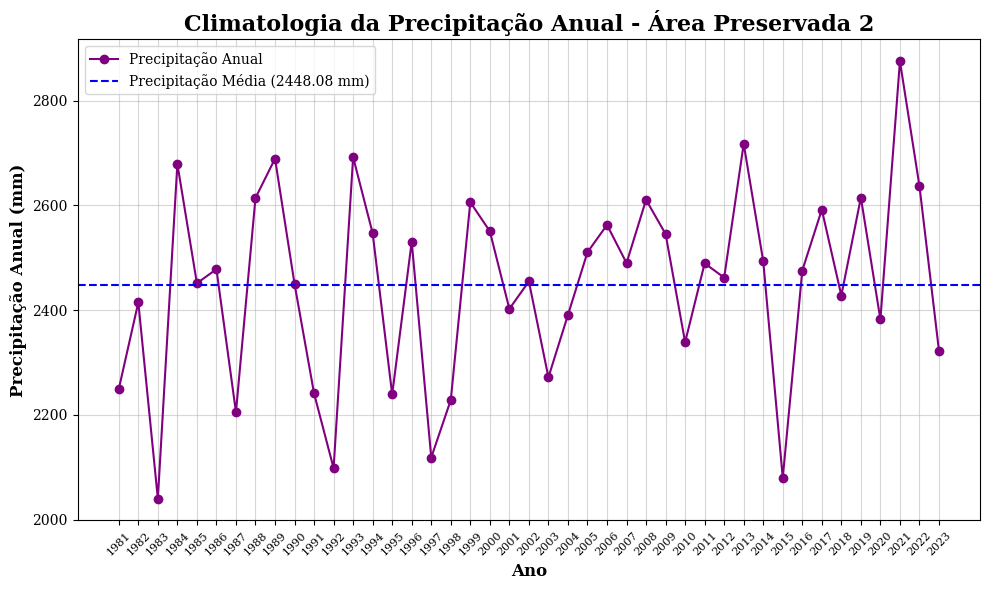 Climatologia da Precipitação Anual - Área Preservada 2
Precipitação Anual
Precipitação Média (2448.08 mm)
Precipitação Anual (mm)
2800
2600
2400
2200
2000
1981 1982 1983 1984 1985 1986 1987 1988 1989 1990 1991 1992 1993 1994 1995 1996 1997 1998 1999 2000 2001 2002 2003 2004 2005 2006 2007 2008 2009 2010 2011 2012 2013 2014 2015 2016 2017 2018 2019 2020 2021 2022 2023
Ano